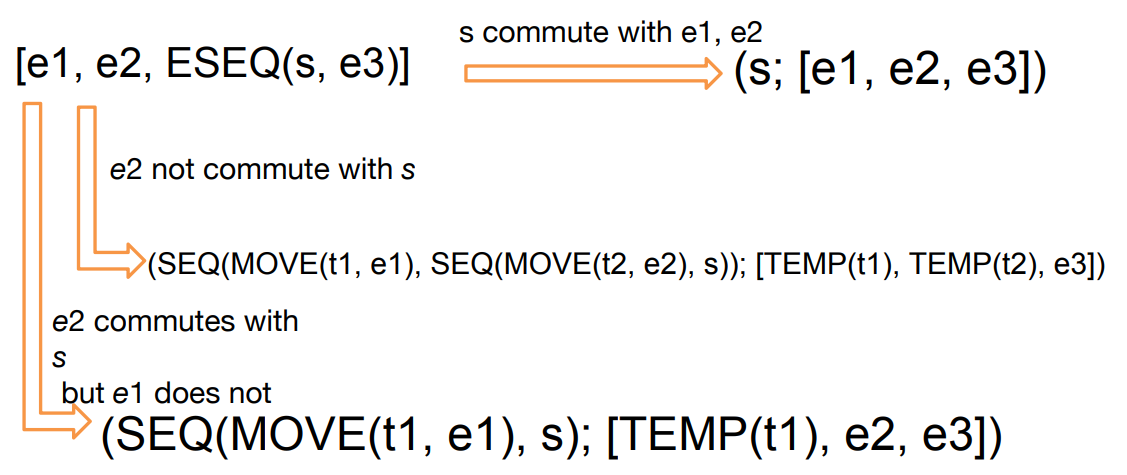 s commute with e1, e2
[e1, e2, ESEQ(s, e3)]
(s; [e1, e2, e3])
e2 not commute with s
(SEQ(MOVE(t1, e1), SEQ(MOVE(t2, e2), s)); [TEMP(t1), TEMP(t2), e3])
e2 commutes with
s
but e1 does not
(SEQ(MOVE(t1, e1), s); [TEMP(t1), e2, e3])